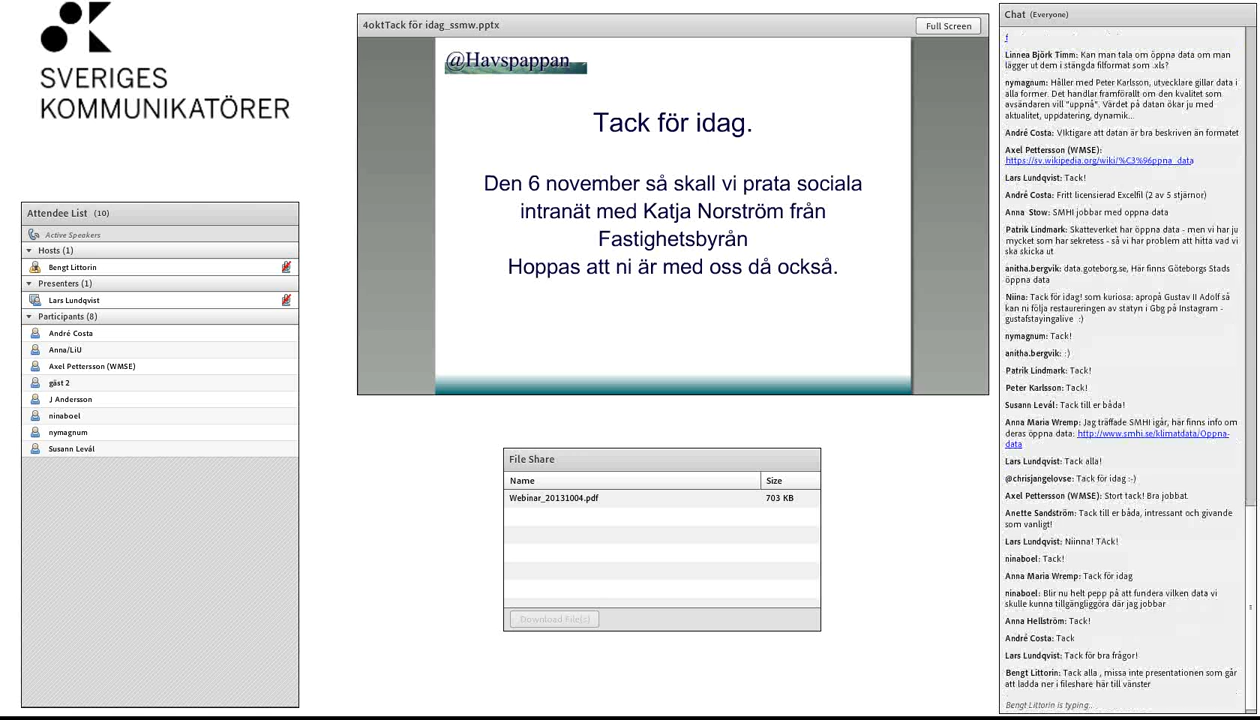 SVERIGES
KOMMUNIKATÖRER
Attendee List (10)
Active Speakers
Hosts (1)
Bengt Littorin
Presenters (1)
Lars Lundqvist
Participants (8)
André Costa
Anna/LiU
Axel Pettersson (WMSE)
gäst 2
J Andersson
ninaboel
nymagnum
Susann Levál
4oktTack för idag_ssmw.pptx
Full Screen
@Havspappan
Tack för idag.
Den 6 november så skall vi prata sociala
intranät med Katja Norström från
Fastighetsbyrån
Hoppas att ni är med oss då också.
File Share
Name Size
Webinar_20131004.pdf 703 KB
Download File(s)
Chat (Everyone)
f
Linnea Björk Timm: Kan man tala om öppna data om man
lägger ut dem i stängda filformat som .xls?
nymagnum: Håller med Peter Karlsson, utvecklare gillar data i
alla former. Det handlar framförallt om den kvalitet som
avsändaren vill "uppnå". Värdet på datan ökar ju med
aktualitet, uppdatering, dynamik...
André Costa: VIktigare att datan är bra beskriven än formatet
Axel Pettersson (WMSE):
https://sv.wikipedia.org/wiki/%C3%96ppna_data
Lars Lundqvist: Tack!
André Costa: Fritt licensierad Excelfil (2 av 5 stjärnor)
Anna Stow: SMHI jobbar med oppna data
Patrik Lindmark: Skatteverket har öppna data - men vi har ju
mycket som har sekretess - så vi har problem att hitta vad vi
ska skicka ut
anitha.bergvik: data.goteborg.se, Här finns Göteborgs Stads
öppna data
Niina: Tack för idag! som kuriosa: apropå Gustav II Adolf så
kan ni följa restaureringen av statyn i Gbg på Instagram -
gustafstayingalive :)
nymagnum: Tack!
anitha.bergvik: :)
Patrik Lindmark: Tack!
Peter Karlsson: Tack!
Susann Levál: Tack till er båda!
Anna Maria Wremp: Jag träffade SMHI igår, här finns info om
deras öppna data: http://www.smhi.se/klimatdata/Oppna-
data
Lars Lundqvist: Tack alla!
@chrisjangelovse: Tack för idag :-)
Axel Pettersson (WMSE): Stort tack! Bra jobbat.
Anette Sandström: Tack till er båda, intressant och givande
som vanligt!
Lars Lundqvist: Niinna! TAck!
ninaboel: Tack!
Anna Maria Wremp: Tack för idag
ninaboel: Blir nu helt pepp på att fundera vilken data vi
skulle kunna tillgängliggöra där jag jobbar
Anna Hellström: Tack!
André Costa: Tack
Lars Lundqvist: Tack för bra frågor!
Bengt Littorin: Tack alla , missa inte presentationen som går
att ladda ner i fileshare här till vänster
Bengt Littorin is typing..